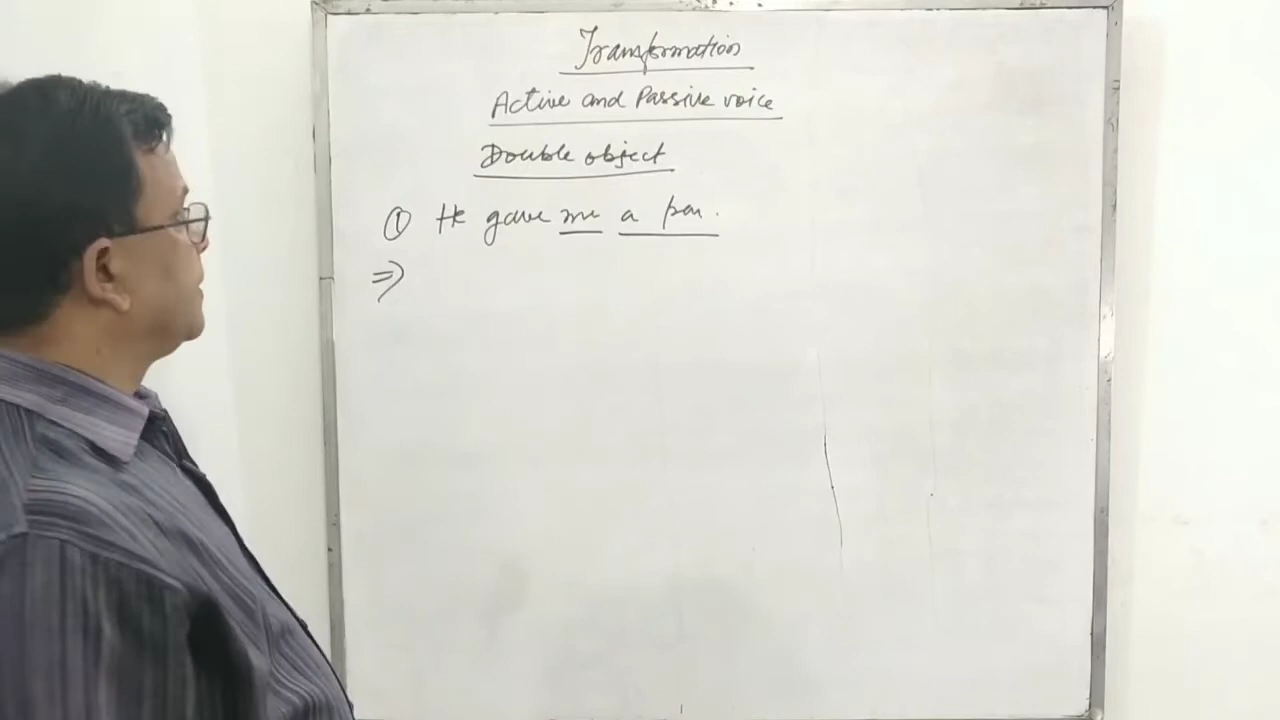 Transformation
Active and Passive voice
Double object
① He gave me a pen.
⇒